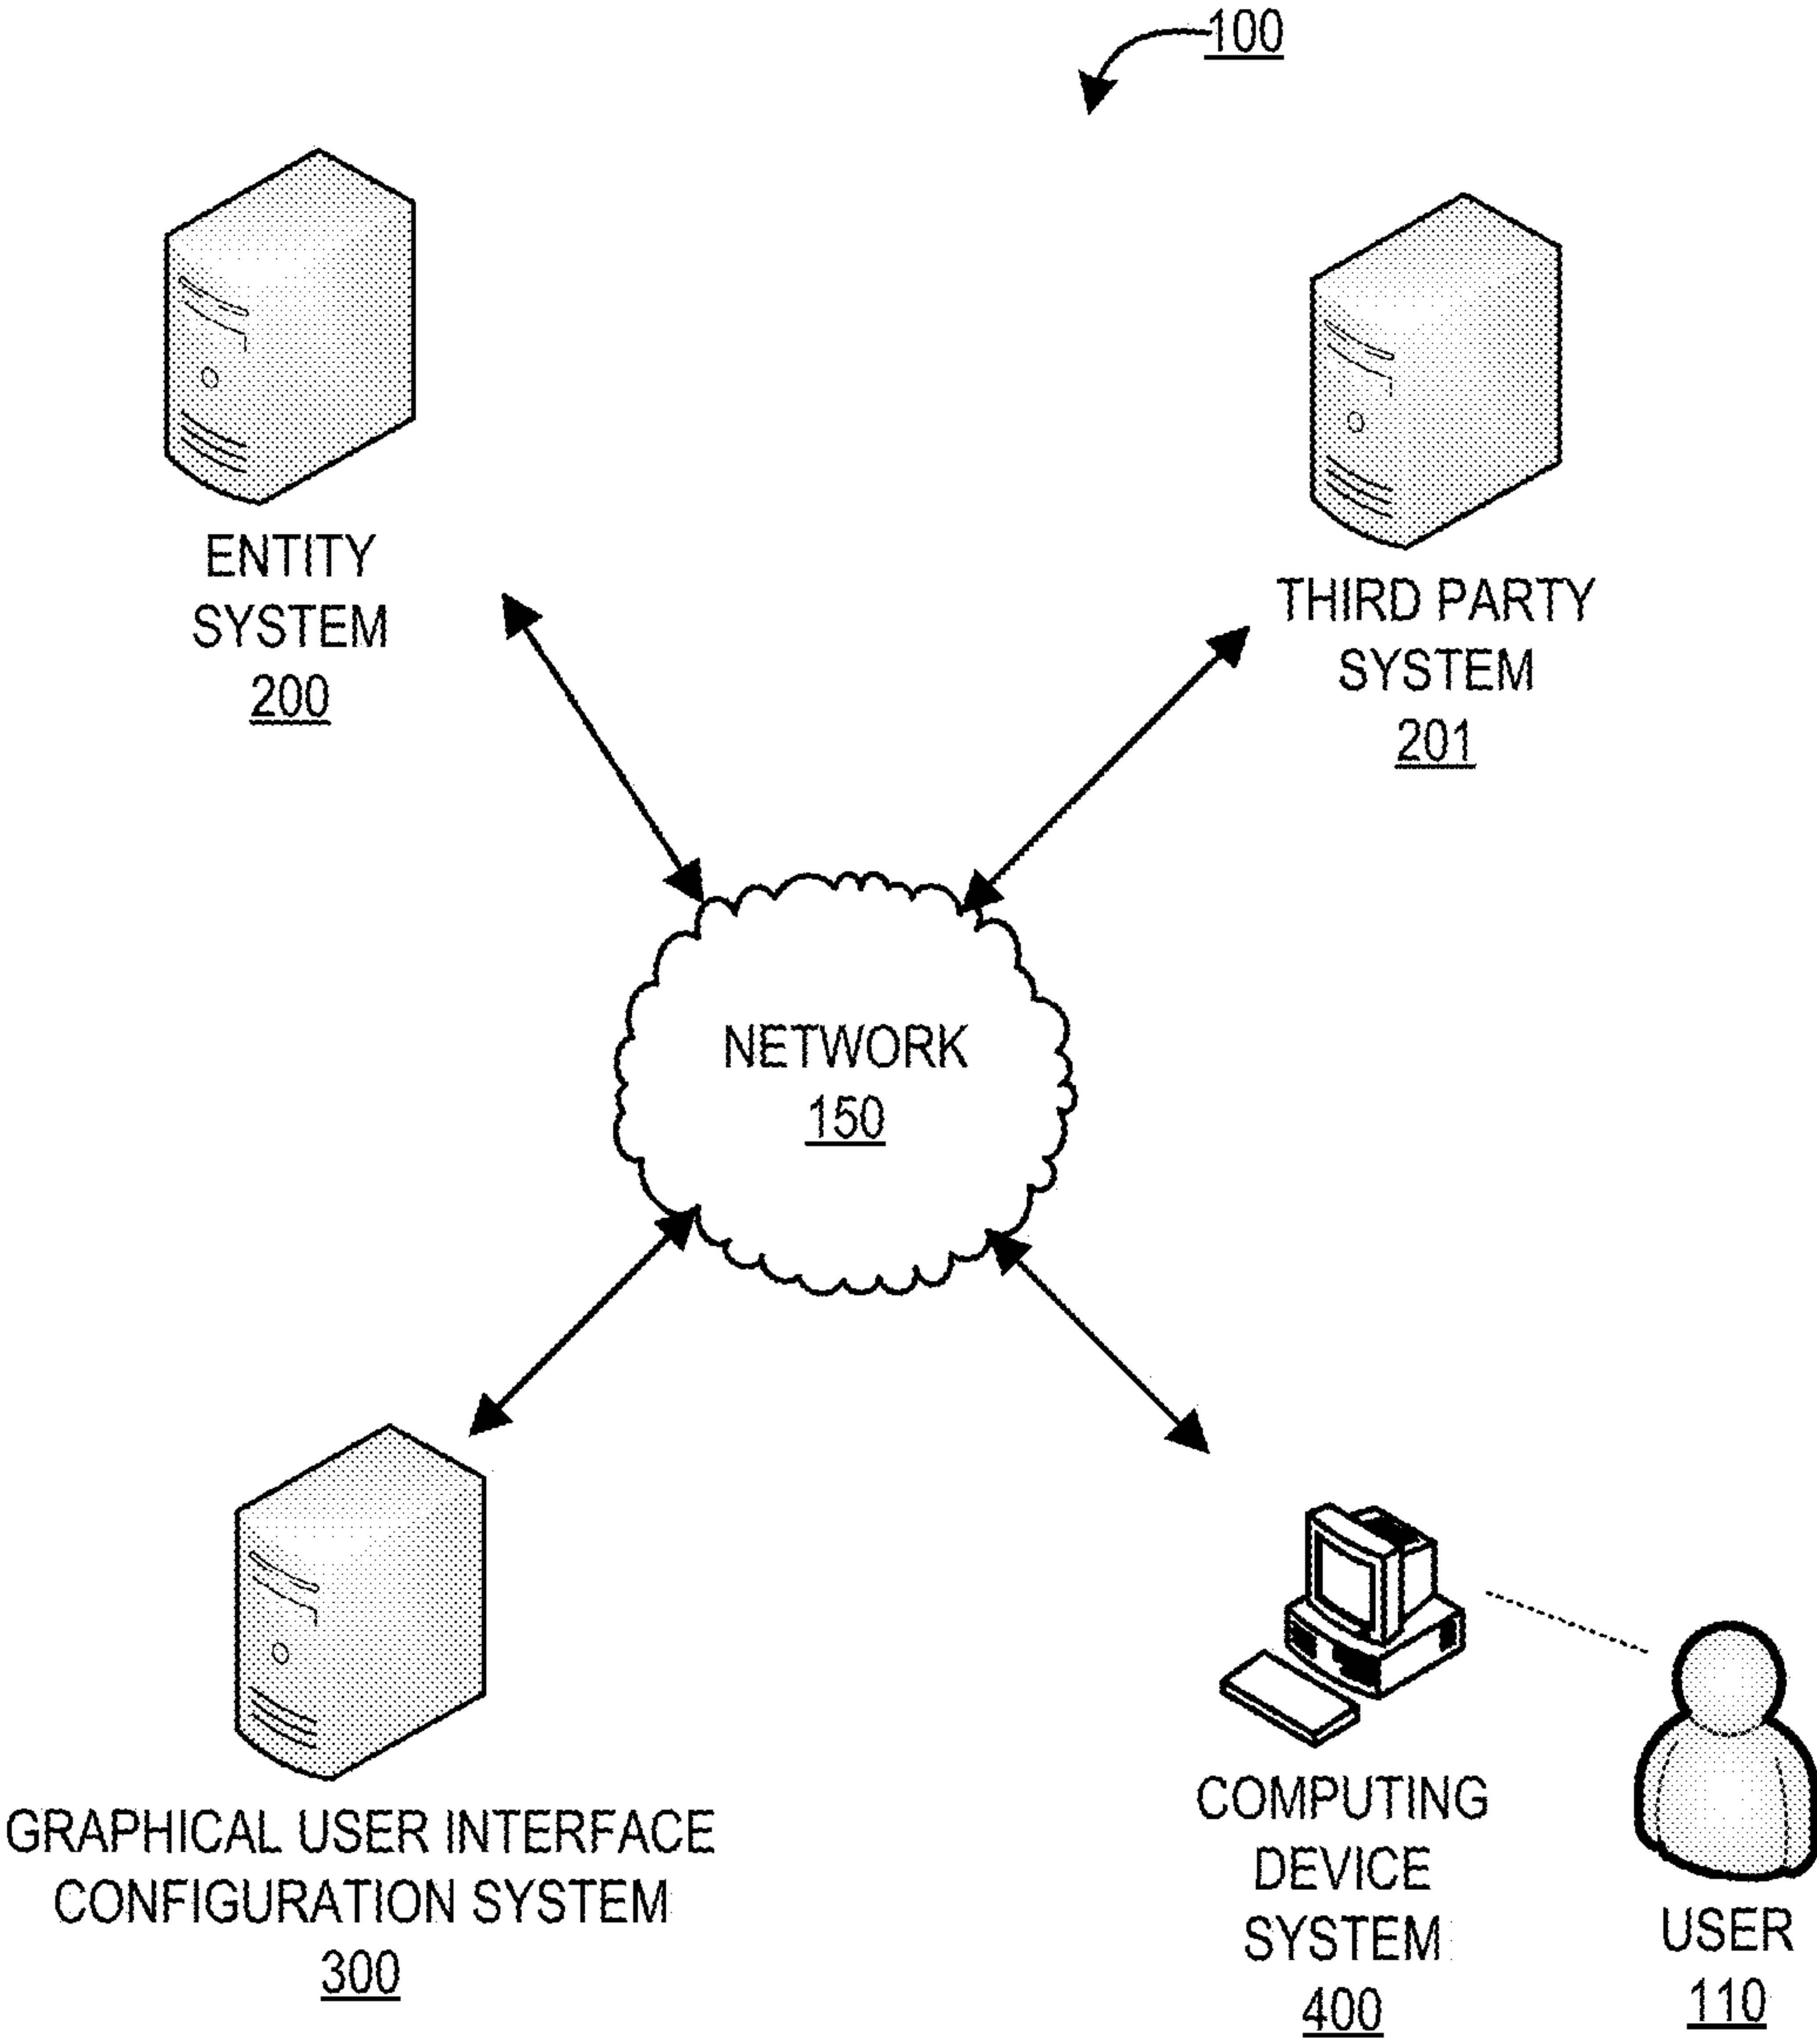 100
ENTITY
SYSTEM
200
THIRD PARTY
SYSTEM
201
NETWORK
150
GRAPHICAL USER INTERFACE
CONFIGURATION SYSTEM
300
COMPUTING
DEVICE
SYSTEM
400
USER
110